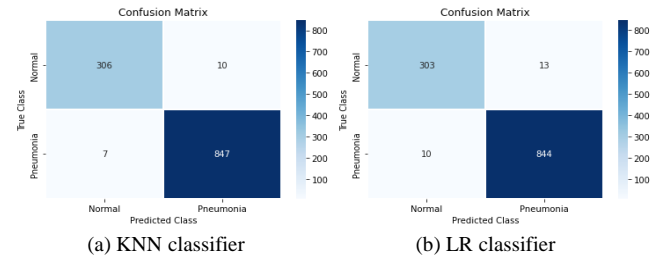 Confusion Matrix
Normal
Pneumonia
True Class
306
10
7
847
Normal
Pneumonia
Predicted Class
800
700
600
500
400
300
200
100
(a) KNN classifier
Confusion Matrix
Normal
Pneumonia
True Class
303
13
10
844
Normal
Pneumonia
Predicted Class
800
700
600
500
400
300
200
100
(b) LR classifier